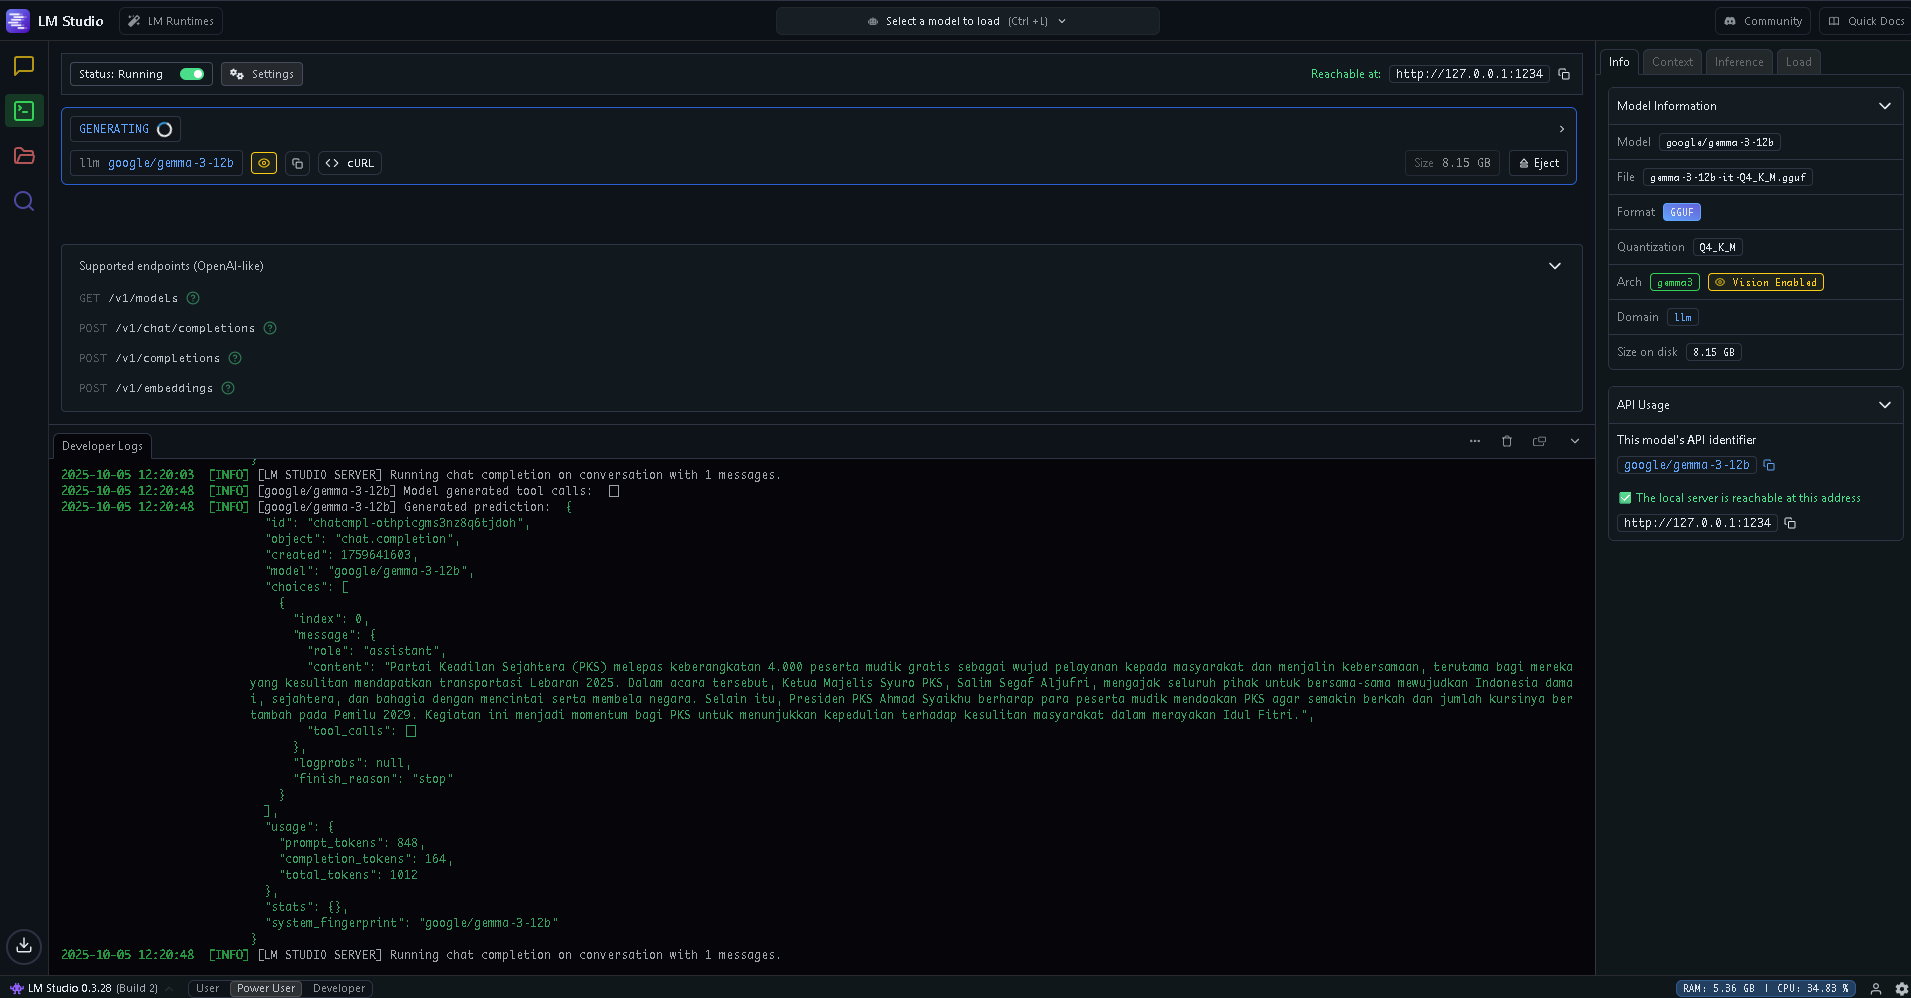 LM Studio
LM Runtimes
Select a model to load (Ctrl + L)
Community
Quick Docs
Status: Running
Settings
Reachable at: http://127.0.0.1:1234
GENERATING
llm google/gemma-3-12b
cURL
Size 8.15 GB
Eject
Supported endpoints (OpenAI-like)
GET /v1/models
POST /v1/chat/completions
POST /v1/completions
POST /v1/embeddings
Developer Logs
}
2025-10-05 12:20:03 [INFO] [LM STUDIO SERVER] Running chat completion on conversation with 1 messages.
2025-10-05 12:20:48 [INFO] [google/gemma-3-12b] Model generated tool calls: []
2025-10-05 12:20:48 [INFO] [google/gemma-3-12b] Generated prediction: {
"id": "chatcmpl-othpicgms3nz8q6tjdoh",
"object": "chat.completion",
"created": 1759641603,
"model": "google/gemma-3-12b",
"choices": [
{
"index": 0,
"message": {
"role": "assistant",
"content": "Partai Keadilan Sejahtera (PKS) melepas keberangkatan 4.000 peserta mudik gratis sebagai wujud pelayanan kepada masyarakat dan menjalin kebersamaan, terutama bagi mereka
yang kesulitan mendapatkan transportasi Lebaran 2025. Dalam acara tersebut, Ketua Majelis Syuro PKS, Salim Segaf Aljufri, mengajak seluruh pihak untuk bersama-sama mewujudkan Indonesia dama
i, sejahtera, dan bahagia dengan mencintai serta membela negara. Selain itu, Presiden PKS Ahmad Syaikhu berharap para peserta mudik mendoakan PKS agar semakin berkah dan jumlah kursinya ber
tambah pada Pemilu 2029. Kegiatan ini menjadi momentum bagi PKS untuk menunjukkan kepedulian terhadap kesulitan masyarakat dalam merayakan Idul Fitri.",
"tool_calls": []
},
"logprobs": null,
"finish_reason": "stop"
}
],
"usage": {
"prompt_tokens": 848,
"completion_tokens": 164,
"total_tokens": 1012
},
"stats": {},
"system_fingerprint": "google/gemma-3-12b"
}
2025-10-05 12:20:48 [INFO] [LM STUDIO SERVER] Running chat completion on conversation with 1 messages.
Info
Context
Inference
Load
Model Information
Model google/gemma-3-12b
File gemma-3-12b-it-Q4_K_M.gguf
Format GGUF
Quantization Q4_K_M
Arch gemma3 Vision Enabled
Domain llm
Size on disk 8.15 GB
API Usage
This model's API identifier
google/gemma-3-12b
The local server is reachable at this address
http://127.0.0.1:1234
LM Studio 0.3.28 (Build 2)
User
Power User
Developer
RAM: 5.36 GB | CPU: 34.83 %